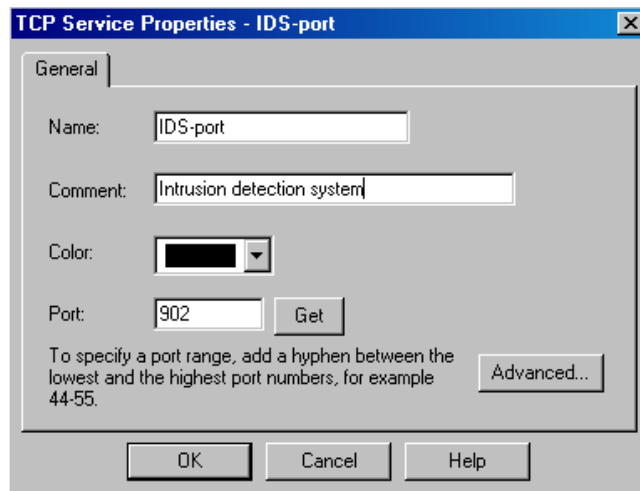 TCP Service Properties - IDS-port
General
Name: IDS-port
Comment: Intrusion detection system
Color:
Port: 902 Get
To specify a port range, add a hyphen between the
lowest and the highest port numbers, for example
44-55.
Advanced...
OK Cancel Help